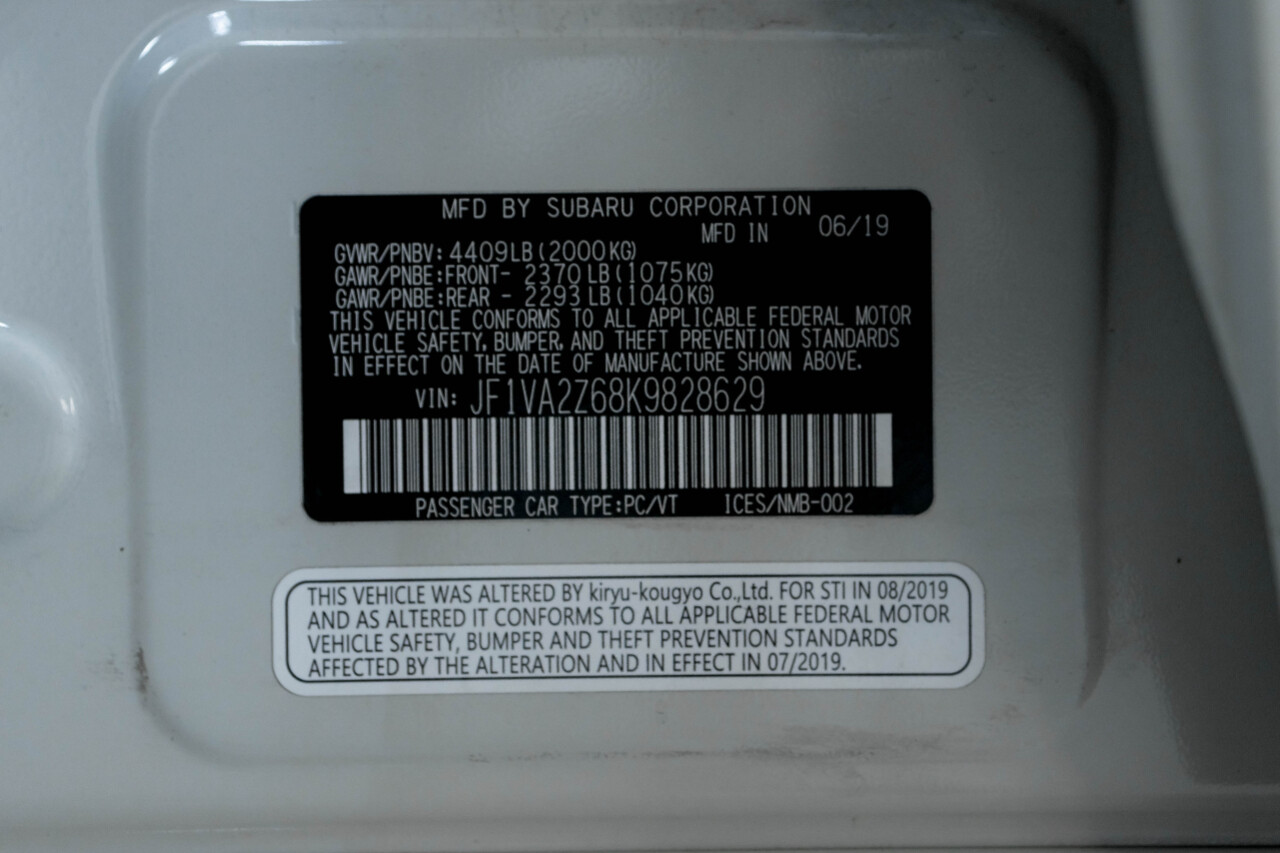 MFD BY SUBARU CORPORATION
MFD IN 06/19
GVWR/PNBV: 4409LB(2000KG)
GAWR/PNBE:FRONT- 2370LB(1075KG)
GAWR/PNBE:REAR - 2293LB(1040KG)
THIS VEHICLE CONFORMS TO ALL APPLICABLE FEDERAL MOTOR
VEHICLE SAFETY, BUMPER, AND THEFT PREVENTION STANDARDS
IN EFFECT ON THE DATE OF MANUFACTURE SHOWN ABOVE.
VIN: JF1VA2Z68K9828629
PASSENGER CAR TYPE:PC/VT ICES/NMB-002
THIS VEHICLE WAS ALTERED BY kiryu-kougyo Co.,Ltd. FOR STI IN 08/2019
AND AS ALTERED IT CONFORMS TO ALL APPLICABLE FEDERAL MOTOR
VEHICLE SAFETY, BUMPER AND THEFT PREVENTION STANDARDS
AFFECTED BY THE ALTERATION AND IN EFFECT IN 07/2019.